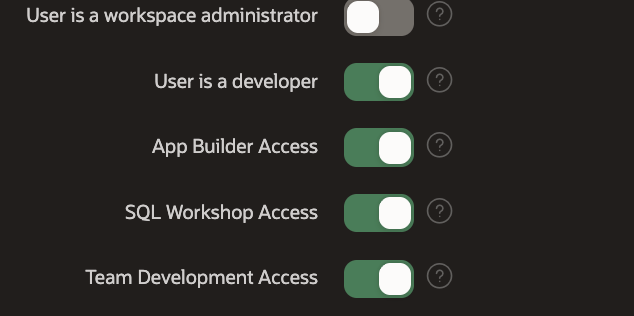 User is a workspace administrator ?
User is a developer ?
App Builder Access ?
SQL Workshop Access ?
Team Development Access ?